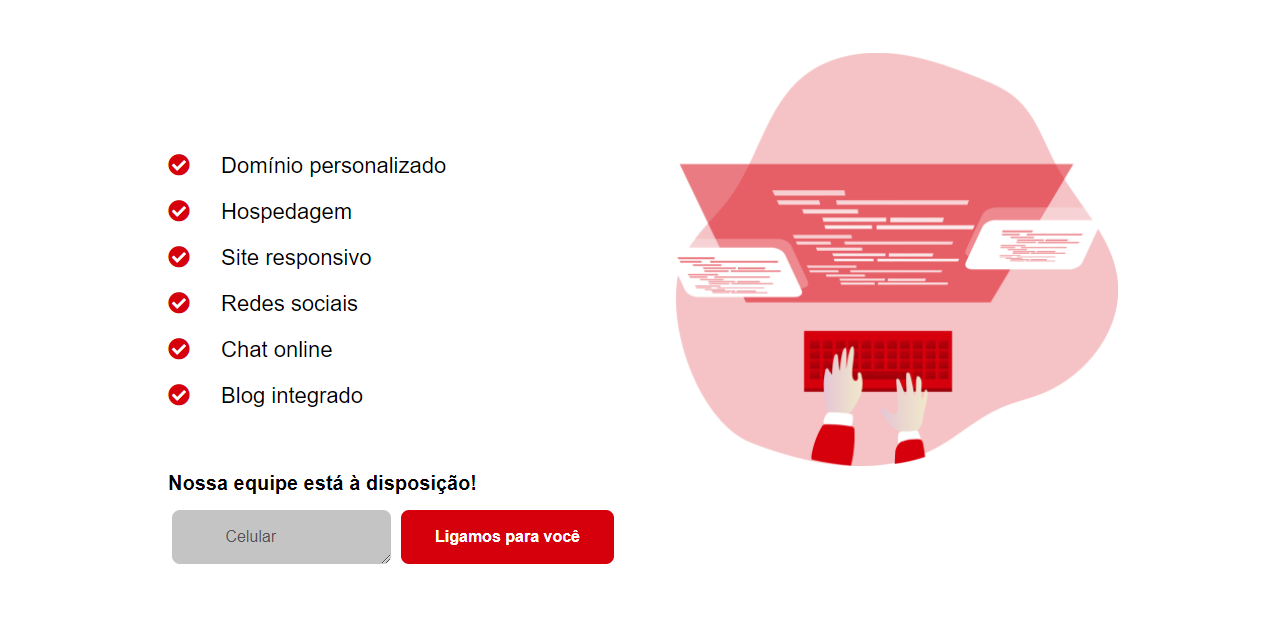 Domínio personalizado
Hospedagem
Site responsivo
Redes sociais
Chat online
Blog integrado
Nossa equipe está à disposição!
Celular
Ligamos para você